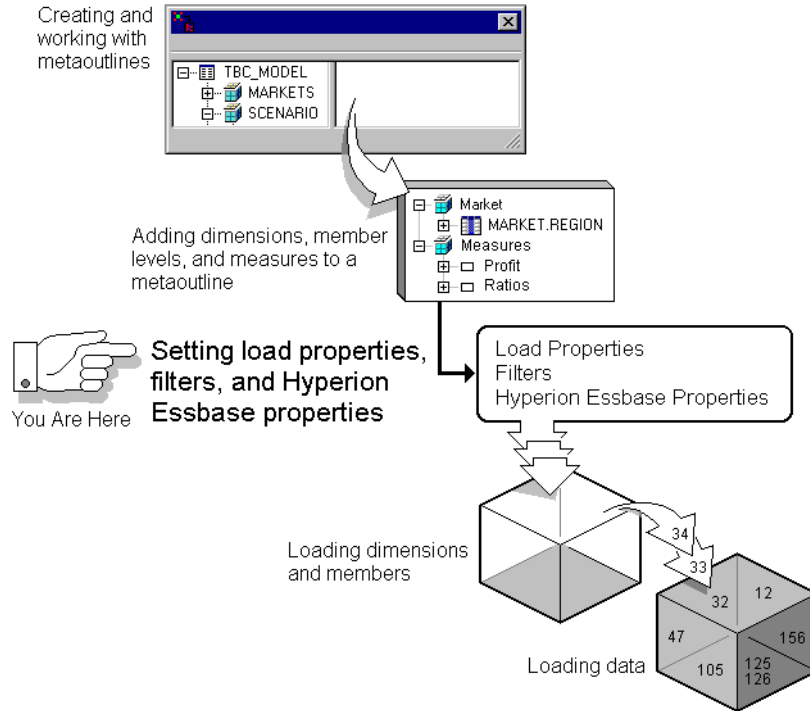 Creating and
working with
metaoutlines
TBC_MODEL
MARKETS
SCENARIO
Market
MARKET.REGION
Measures
Profit
Ratios
Adding dimensions, member
levels, and measures to a
metaoutline
You Are Here
Setting load properties,
filters, and Hyperion
Essbase properties
Load Properties
Filters
Hyperion Essbase Properties
Loading dimensions
and members
34
33
32
12
47
156
105
125
126
Loading data